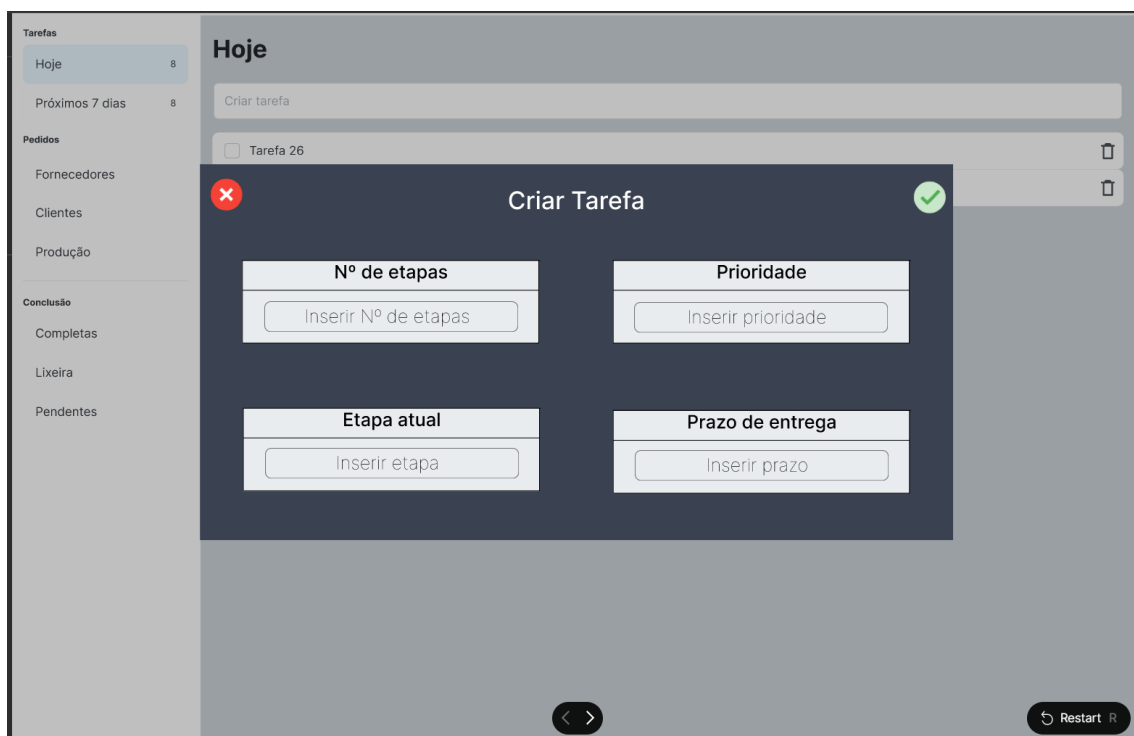 Tarefas
Hoje 8
Próximos 7 dias 8
Pedidos
Fornecedores
Clientes
Produção
Conclusão
Completas
Lixeira
Pendentes
Hoje
Criar tarefa
Tarefa 26
Criar Tarefa
Nº de etapas
Inserir Nº de etapas
Prioridade
Inserir prioridade
Etapa atual
Inserir etapa
Prazo de entrega
Inserir prazo
Restart R